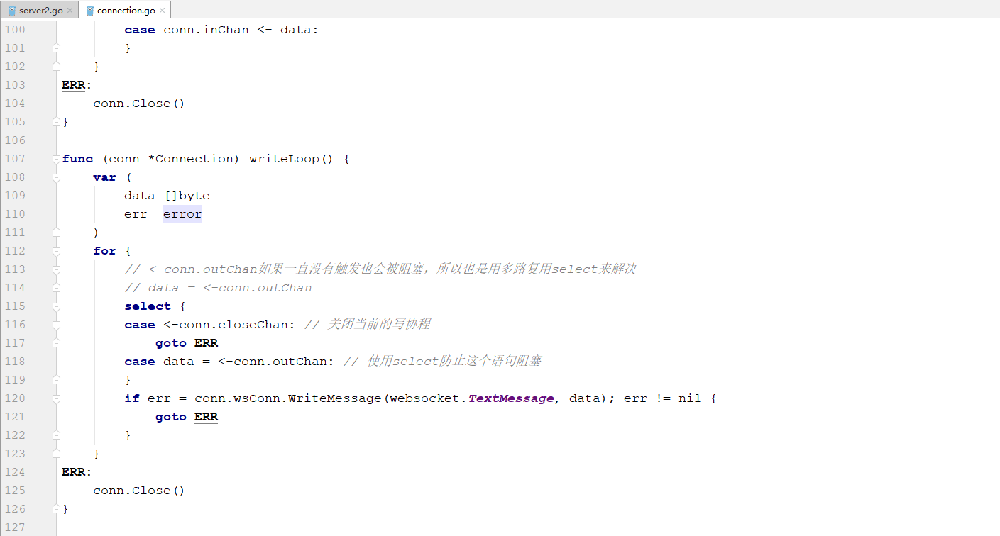 server2.go connection.go
100 case conn.inChan <- data:
101 }
102 }
103 ERR:
104 conn.Close()
105 }
106
107 func (conn *Connection) writeLoop() {
108 var (
109 data []byte
110 err  error
111 )
112 for {
113 // <-conn.outChan如果一直没有触发也会被阻塞，所以也是用多路复用select来解决
114 // data = <-conn.outChan
115 select {
116 case <-conn.closeChan: // 关闭当前的写协程
117 goto ERR
118 case data = <-conn.outChan: // 使用select防止这个语句阻塞
119 }
120 if err = conn.wsConn.WriteMessage(websocket.TextMessage, data); err != nil {
121 goto ERR
122 }
123 }
124 ERR:
125 conn.Close()
126 }
127